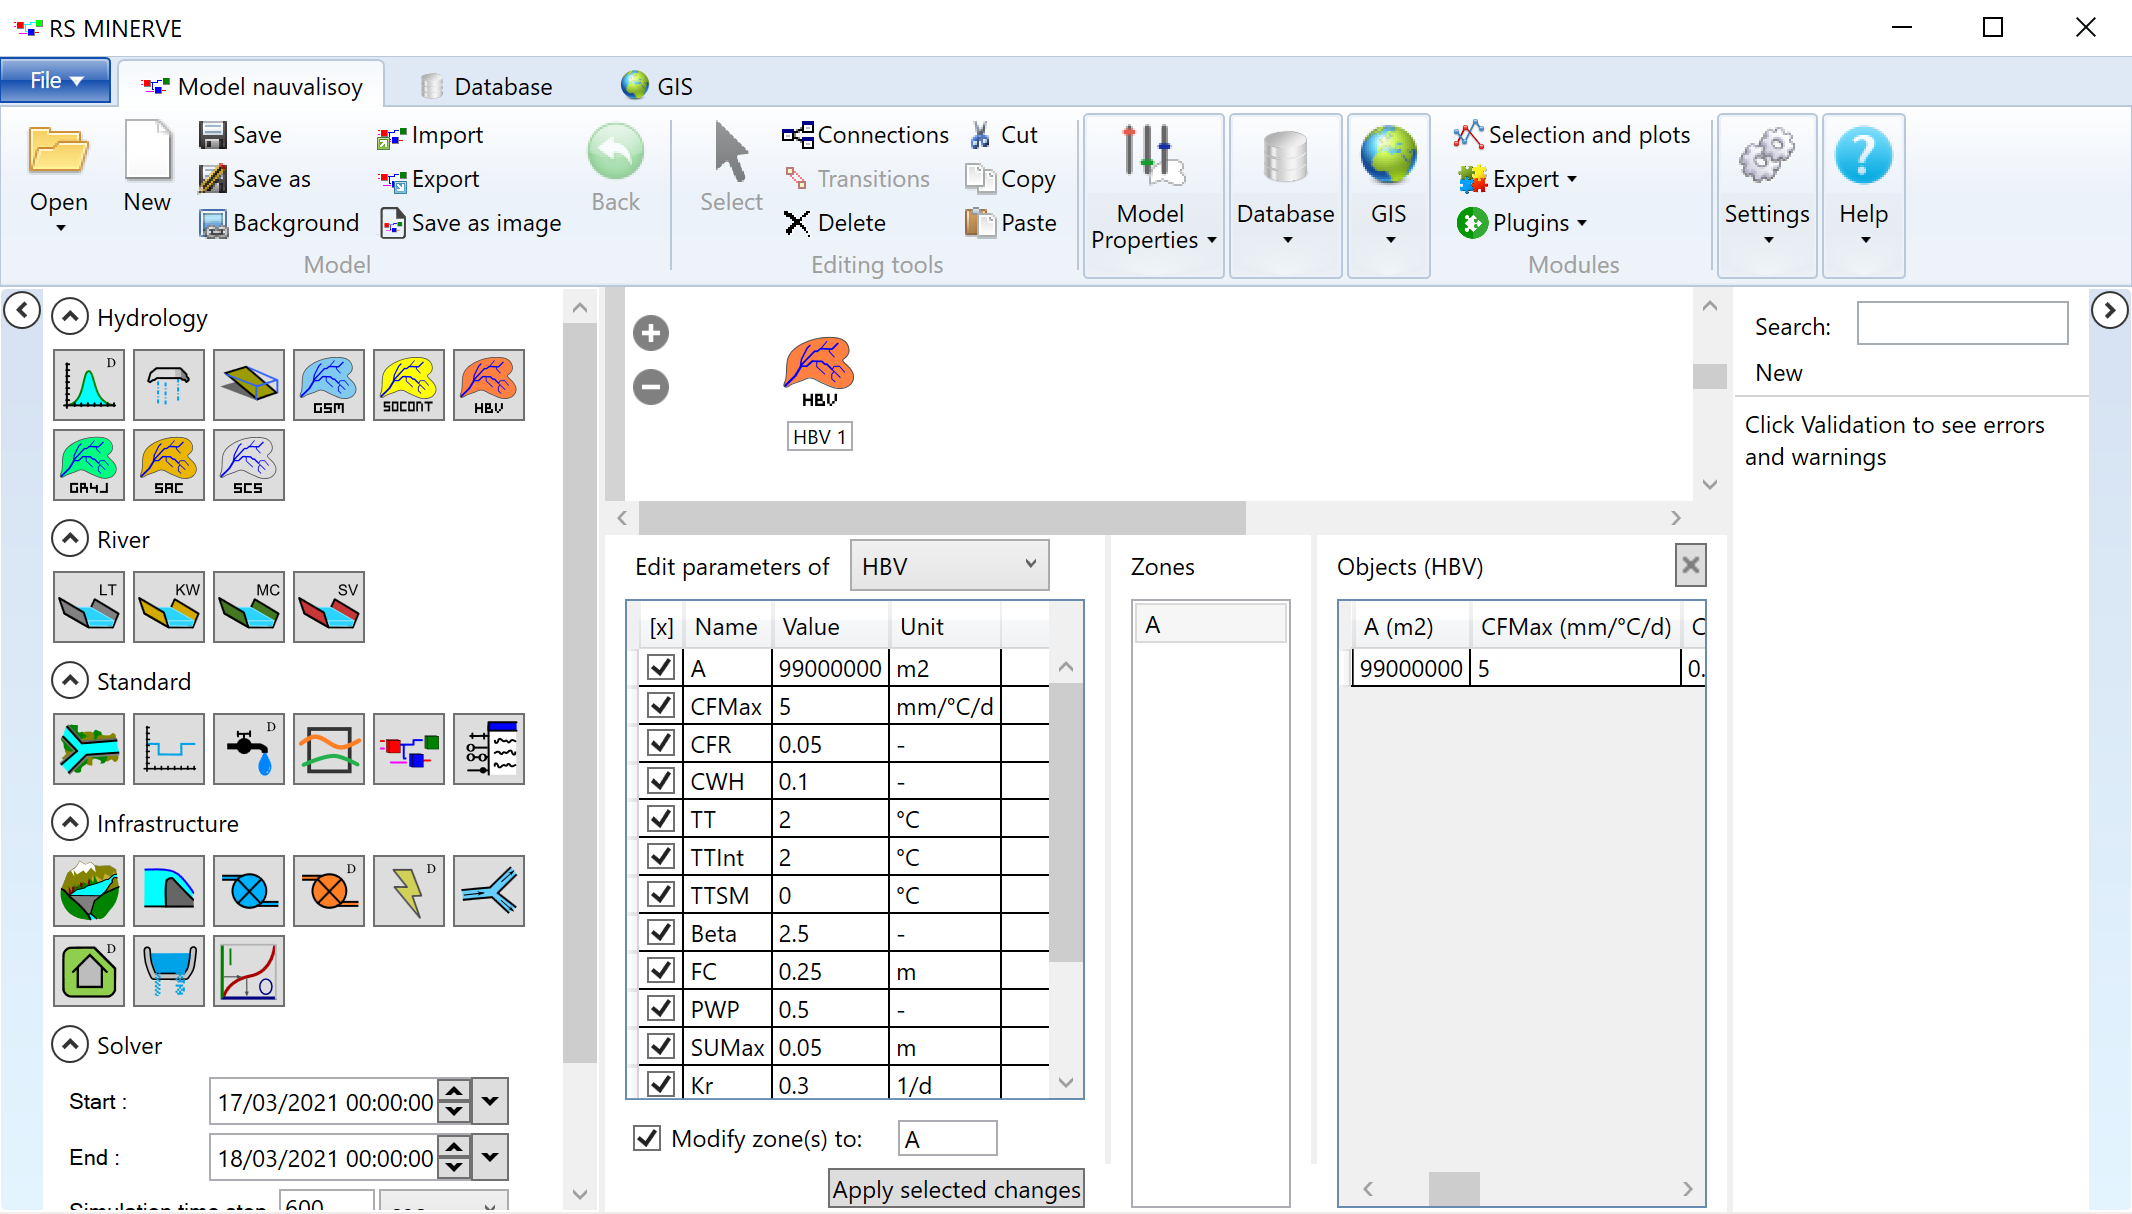 RS MINERVE
File
Model nauvalisoy
Database
GIS
Open
New
Save
Save as
Background
Import
Export
Save as image
Model
Back
Select
Connections
Transitions
Delete
Cut
Copy
Paste
Editing tools
Model
Properties
Database
GIS
Selection and plots
Expert
Plugins
Modules
Settings
Help
Hydrology
D
GSM
SOCONT
HBV
GR4J
SAC
SCS
River
LT
KW
MC
SV
Standard
D
Infrastructure
D
D
D
I
O
Solver
Start :
17/03/2021 00:00:00
End :
18/03/2021 00:00:00
HBV
HBV 1
Edit parameters of
HBV
[x] Name Value Unit
A 99000000 m2
CFMax 5 mm/°C/d
CFR 0.05 -
CWH 0.1 -
TT 2 °C
TTInt 2 °C
TTSM 0 °C
Beta 2.5 -
FC 0.25 m
PWP 0.5 -
SUMax 0.05 m
Kr 0.3 1/d
Modify zone(s) to: A
Apply selected changes
Zones
A
Objects (HBV)
A (m2) CFMax (mm/°C/d) C
99000000 5 0.
Search:
New
Click Validation to see errors
and warnings